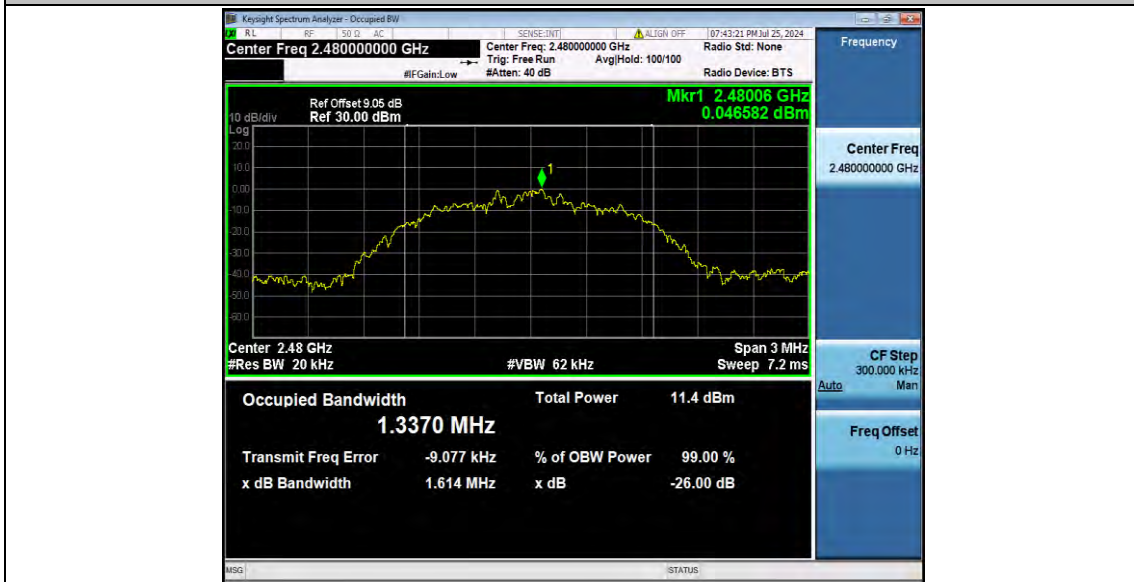 Keysight Spectrum Analyzer - Occupied BW
RL RF 50 Ω AC SENSE:INT ALIGN OFF 07:43:21 PM Jul 25, 2024
Center Freq 2.480000000 GHz Center Freq: 2.480000000 GHz Radio Std: None
Trig: Free Run Avg|Hold: 100/100
#IFGain:Low #Atten: 40 dB Radio Device: BTS
Frequency
Mkr1 2.48006 GHz
Ref Offset 9.05 dB
10 dB/div Ref 30.00 dBm 0.046582 dBm
Log
20.0
10.0
1
0.00
-10.0
-20.0
-30.0
-40.0
-50.0
-60.0
Center 2.48 GHz Span 3 MHz
#Res BW 20 kHz #VBW 62 kHz Sweep 7.2 ms
Occupied Bandwidth Total Power 11.4 dBm
1.3370 MHz
Transmit Freq Error -9.077 kHz % of OBW Power 99.00 %
x dB Bandwidth 1.614 MHz x dB -26.00 dB
Center Freq
2.480000000 GHz
CF Step
300.000 kHz
Auto Man
Freq Offset
0 Hz
MSG STATUS